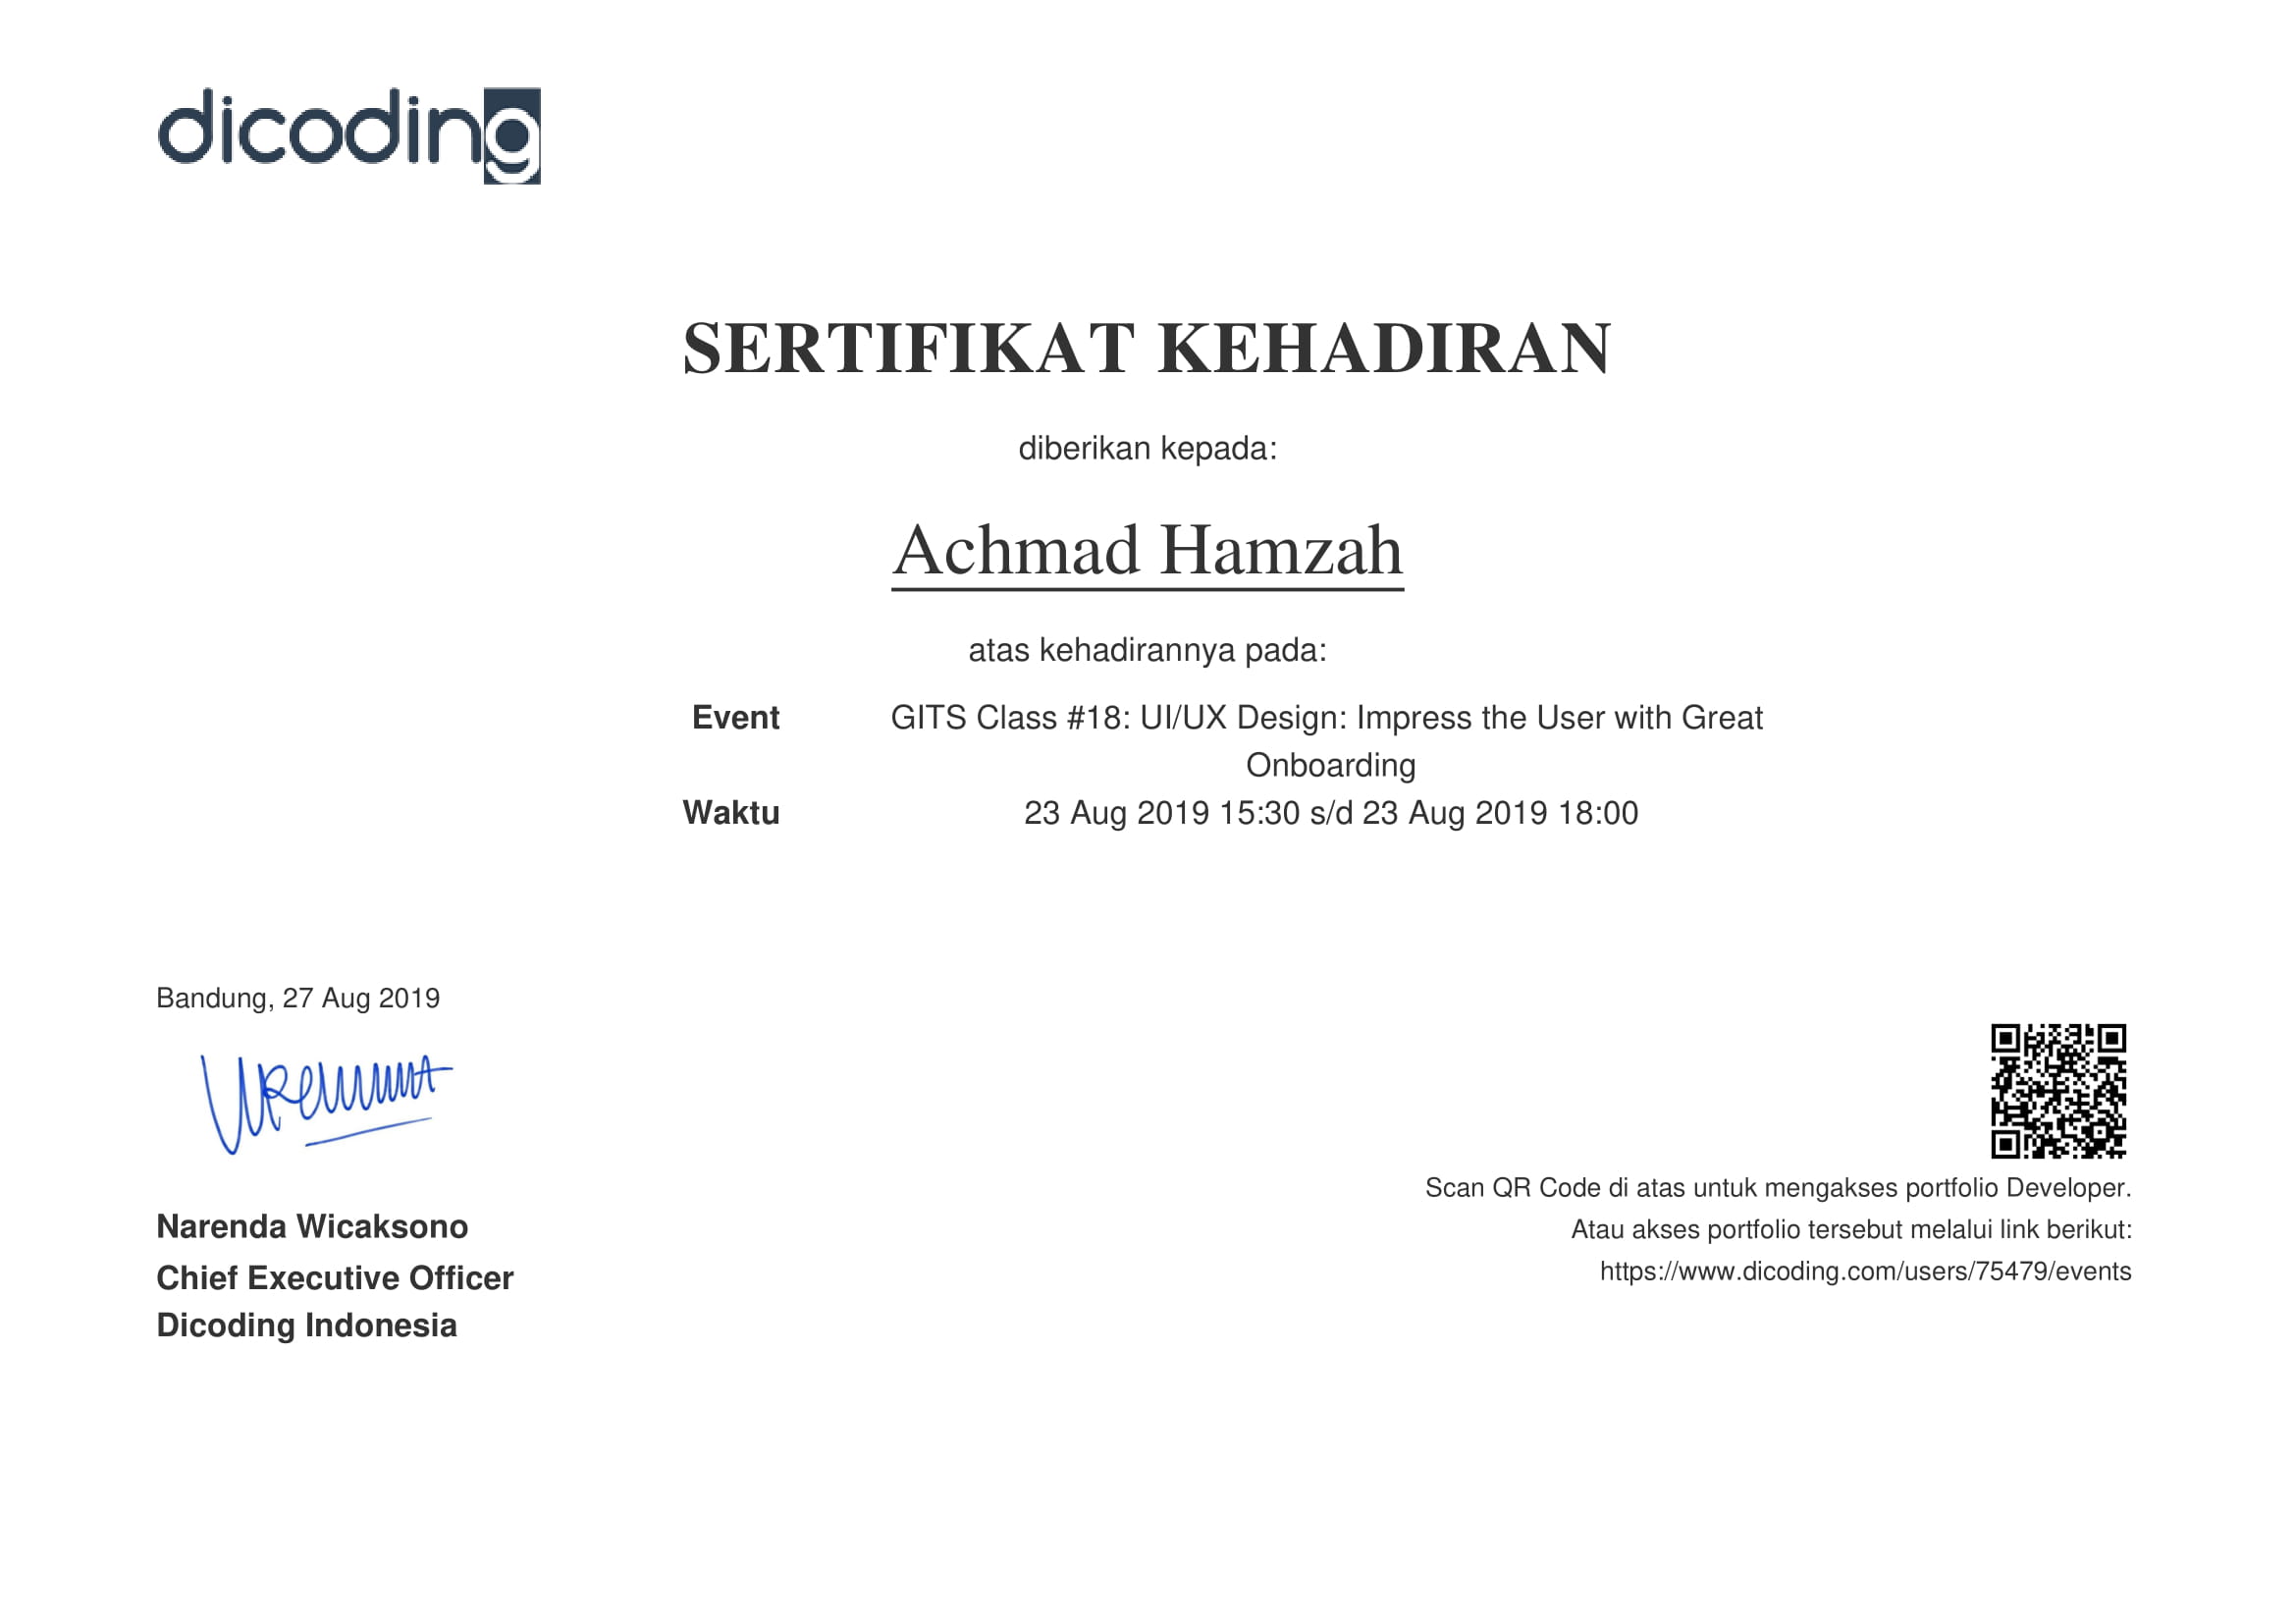 dicoding
SERTIFIKAT KEHADIRAN
diberikan kepada:
Achmad Hamzah
atas kehadirannya pada:
Event GITS Class #18: UI/UX Design: Impress the User with Great
Onboarding
Waktu 23 Aug 2019 15:30 s/d 23 Aug 2019 18:00
Bandung, 27 Aug 2019
Narenda Wicaksono
Chief Executive Officer
Dicoding Indonesia
Scan QR Code di atas untuk mengakses portfolio Developer.
Atau akses portfolio tersebut melalui link berikut:
https://www.dicoding.com/users/75479/events